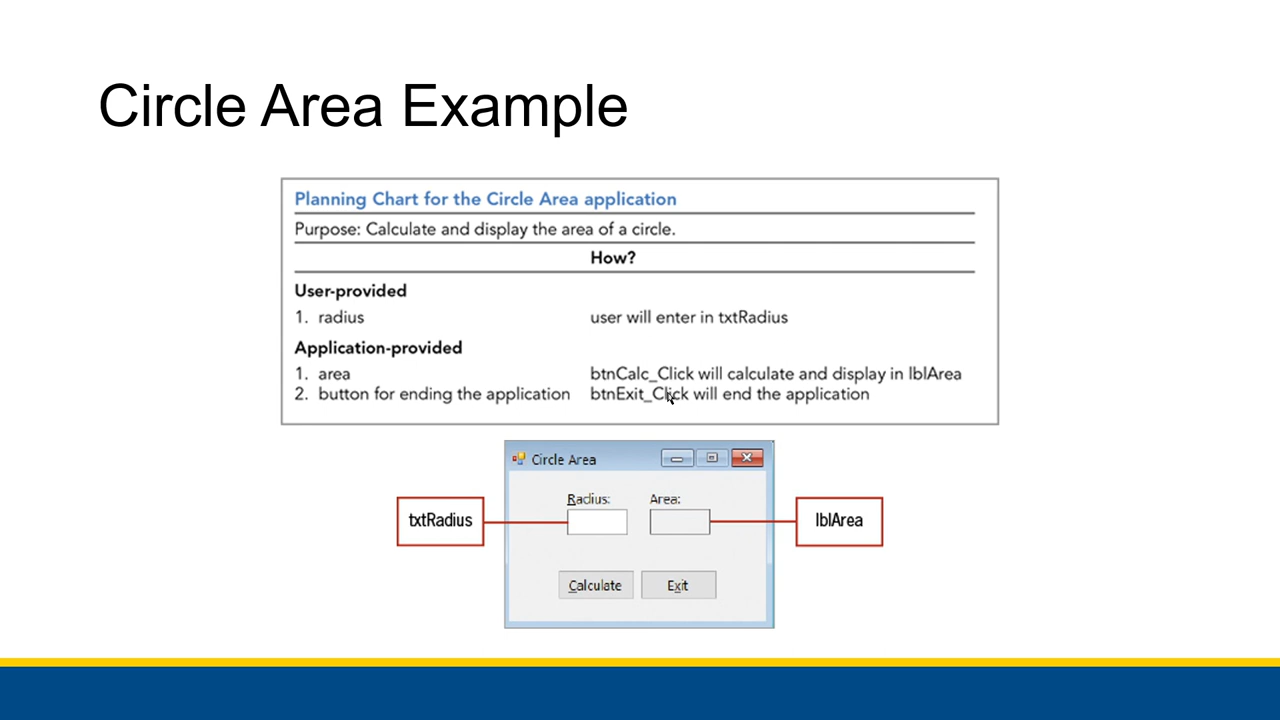 Circle Area Example
Planning Chart for the Circle Area application
Purpose: Calculate and display the area of a circle.
How?
User-provided
1. radius user will enter in txtRadius
Application-provided
1. area btnCalc_Click will calculate and display in lblArea
2. button for ending the application btnExit_Click will end the application
Circle Area
Radius: Area:
txtRadius lblArea
Calculate Exit